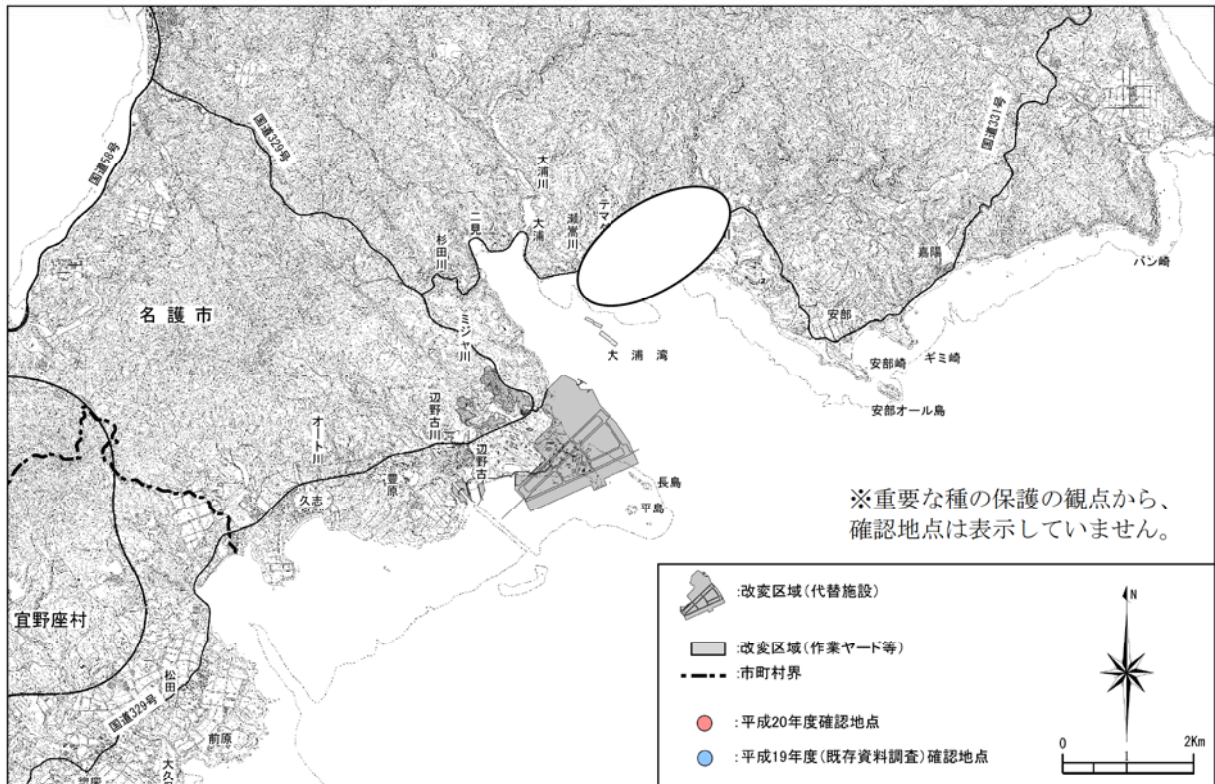 国道58号
国道329号
国道331号
大浦川
大浦
瀬嵩川
テマ
二見
杉田川
嘉陽
バン崎
名護市
ミジャ川
安部
大浦湾
安部崎
ギミ崎
安部オール島
辺野古川
オート川
辺野古
豊原
久志
長島
平島
※重要な種の保護の観点から、
確認地点は表示していません。
宜野座村
松田
国道329号
前原
大久
:改変区域(代替施設)
:改変区域(作業ヤード等)
:市町村界
:平成20年度確認地点
:平成19年度(既存資料調査)確認地点
N
0
2Km